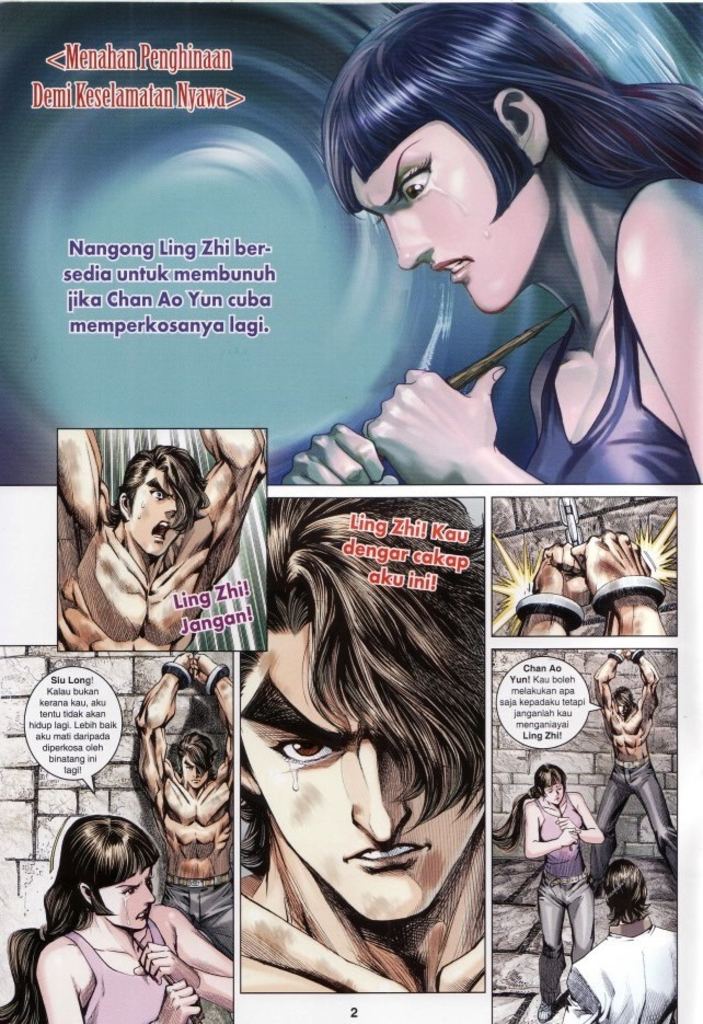 <Menahan Penghinaan
Demi Keselamatan Nyawa>
Nangong Ling Zhi ber-
sedia untuk membunuh
jika Chan Ao Yun cuba
memperkosanya lagi.
Ling Zhi!
Jangan!
Ling Zhi! Kau
dengar cakap
aku ini!
Siu Long!
Kalau bukan
kerana kau, aku
tentu tidak akan
hidup lagi. Lebih baik
aku mati daripada
diperkosa oleh
binatang ini
lagi!
Chan Ao
Yun! Kau boleh
melakukan apa
saja kepadaku tetapi
janganlah kau
menganiayai
Ling Zhi!
2